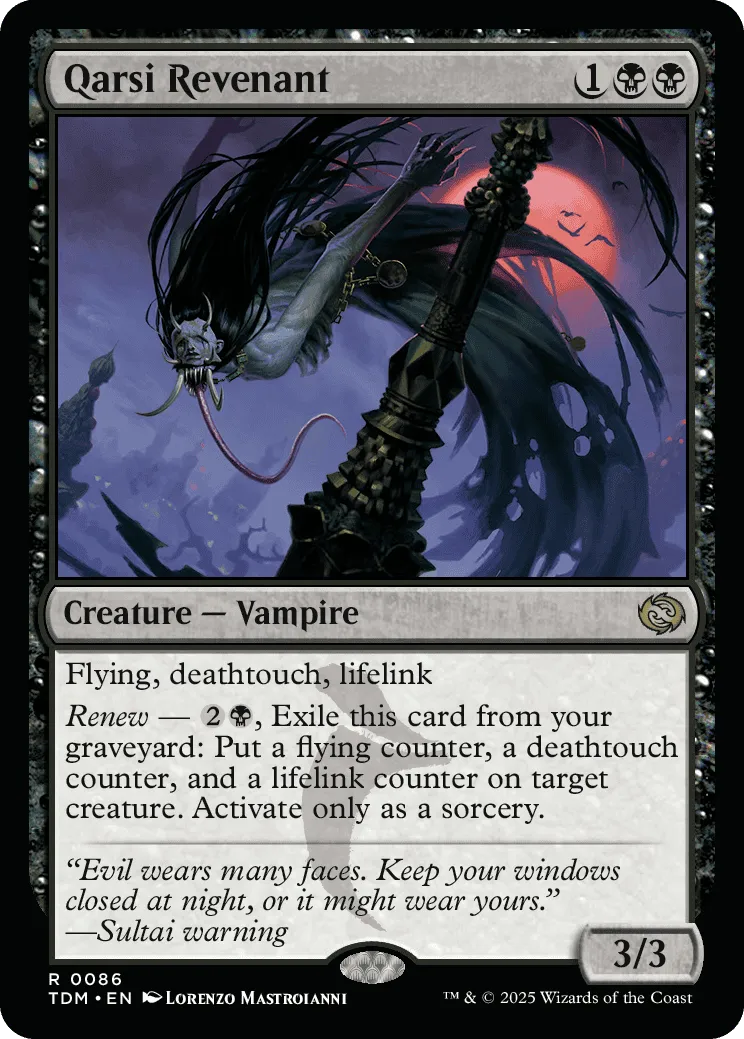 Qarsi Revenant 1
Creature — Vampire
Flying, deathtouch, lifelink
Renew — 2, Exile this card from your
graveyard: Put a flying counter, a deathtouch
counter, and a lifelink counter on target
creature. Activate only as a sorcery.
“Evil wears many faces. Keep your windows
closed at night, or it might wear yours.”
—Sultai warning
3/3
R 0086
TDM • EN Lorenzo Mastroianni
™ & © 2025 Wizards of the Coast